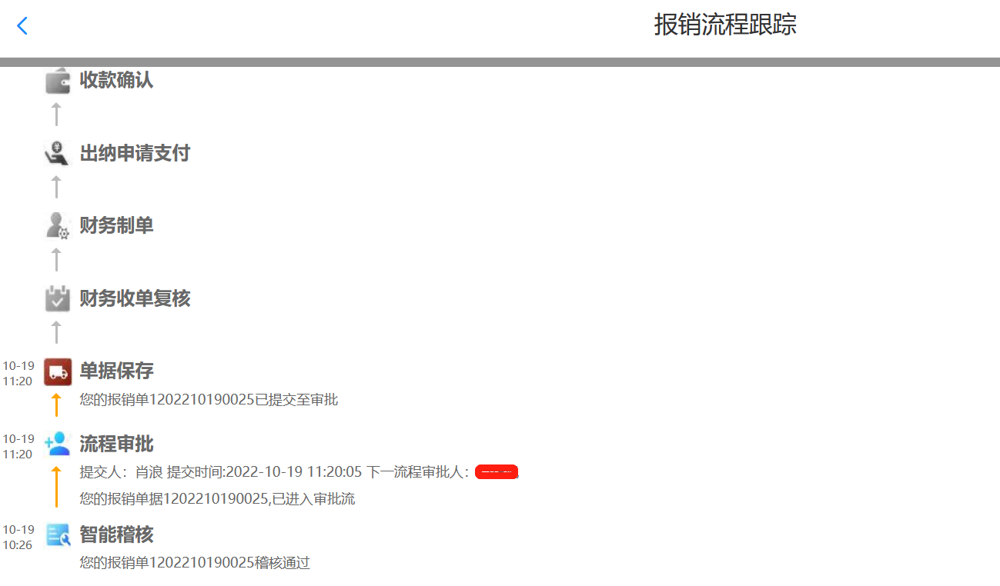 报销流程跟踪
收款确认
出纳申请支付
财务制单
财务收单复核
10-19
11:20
单据保存
您的报销单1202210190025已提交至审批
10-19
11:20
流程审批
提交人：肖浪 提交时间:2022-10-19 11:20:05 下一流程审批人：
您的报销单据1202210190025,已进入审批流
10-19
10:26
智能稽核
您的报销单1202210190025稽核通过